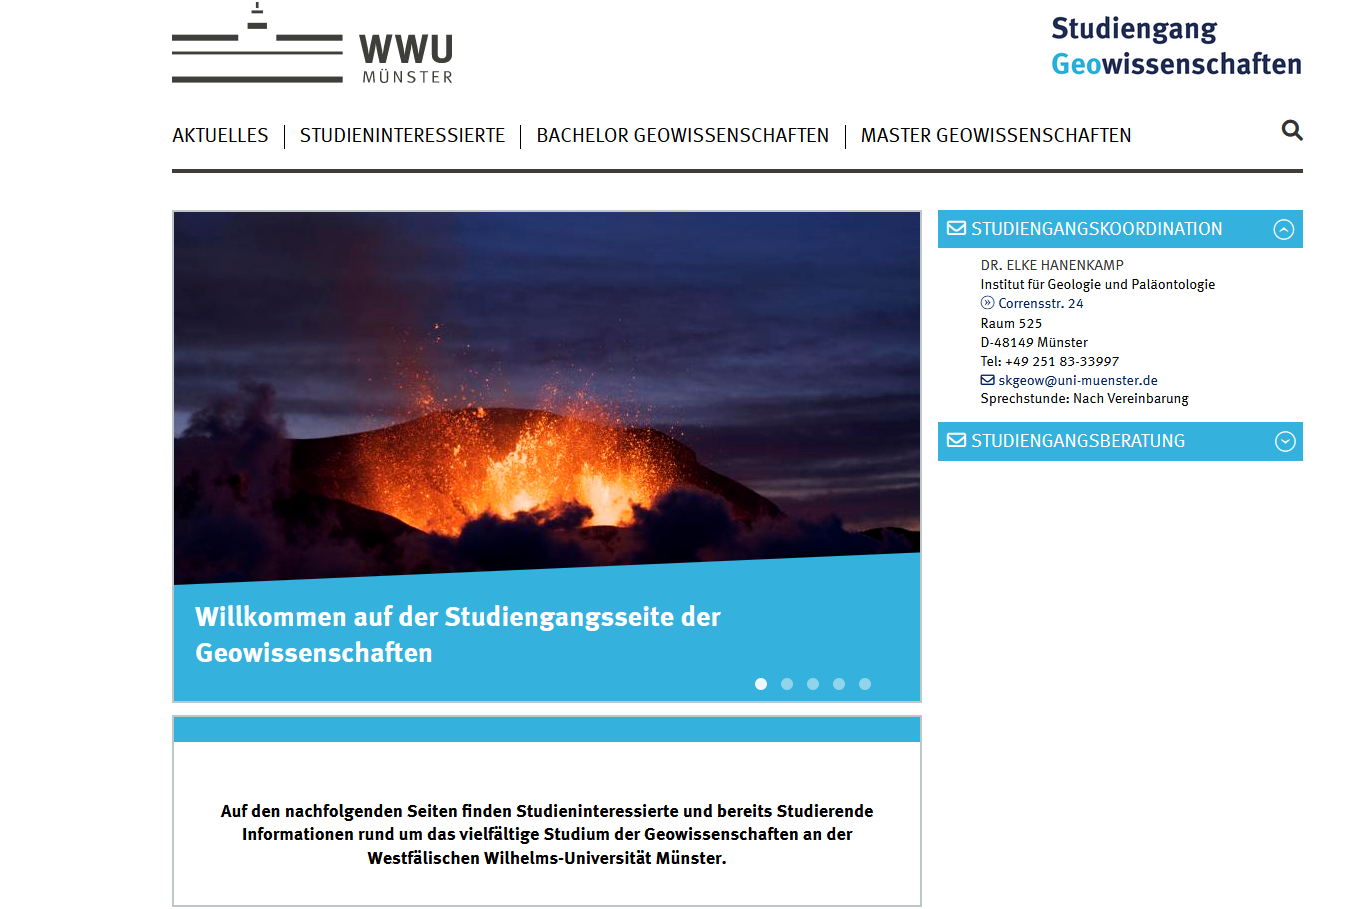 WWU
MÜNSTER
Studiengang
Geowissenschaften
AKTUELLES
STUDIENINTERESSIERTE
BACHELOR GEOWISSENSCHAFTEN
MASTER GEOWISSENSCHAFTEN
Willkommen auf der Studiengangsseite der
Geowissenschaften
Auf den nachfolgenden Seiten finden Studieninteressierte und bereits Studierende
Informationen rund um das vielfältige Studium der Geowissenschaften an der
Westfälischen Wilhelms-Universität Münster.
STUDIENGANGSKOORDINATION
DR. ELKE HANENKAMP
Institut für Geologie und Paläontologie
Corrensstr. 24
Raum 525
D-48149 Münster
Tel: +49 251 83-33997
skgeow@uni-muenster.de
Sprechstunde: Nach Vereinbarung
STUDIENGANGSBERATUNG